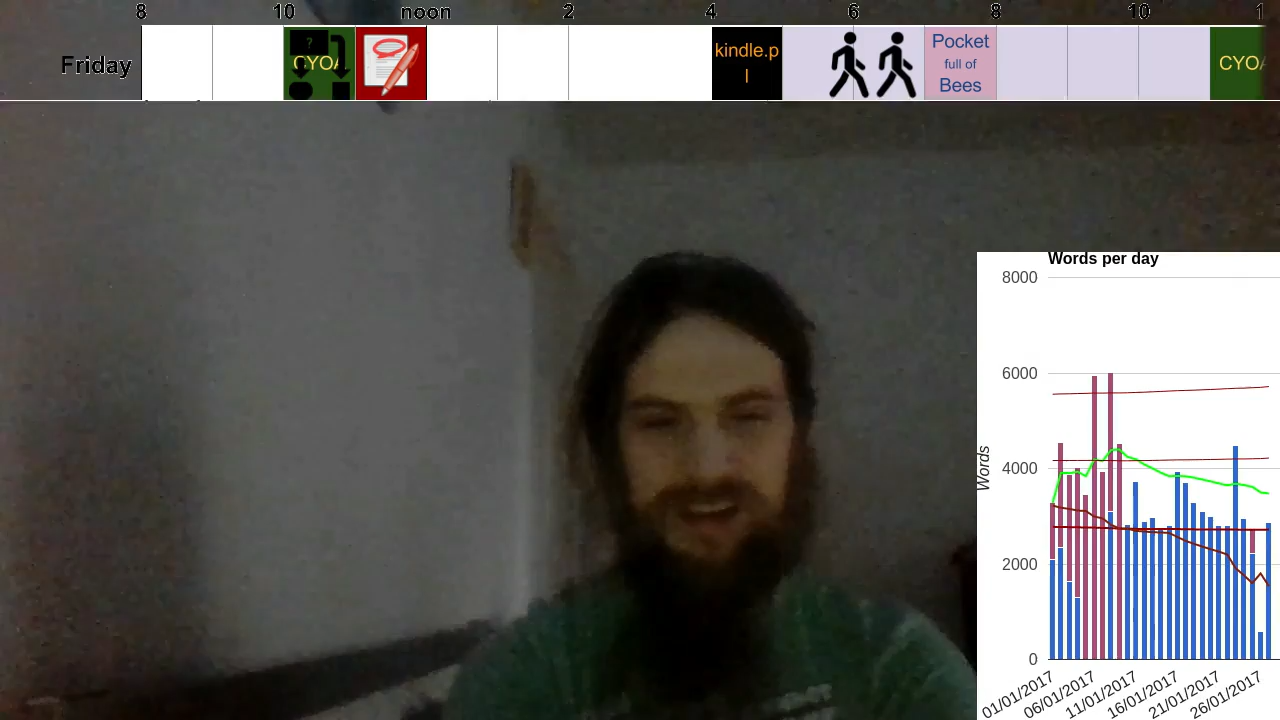 8 10 noon 2 4 6 8 10 1
Friday
?
CYOA
kindle.p
l
Pocket
full of
Bees
CYOA
Words per day
8000
6000
4000
2000
0
Words
01/01/2017
06/01/2017
11/01/2017
16/01/2017
21/01/2017
26/01/2017